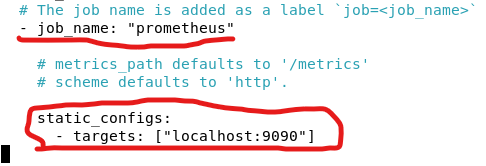 # The job name is added as a label `job=<job_name>`
- job_name: "prometheus"
# metrics_path defaults to '/metrics'
# scheme defaults to 'http'.
static_configs:
- targets: ["localhost:9090"]